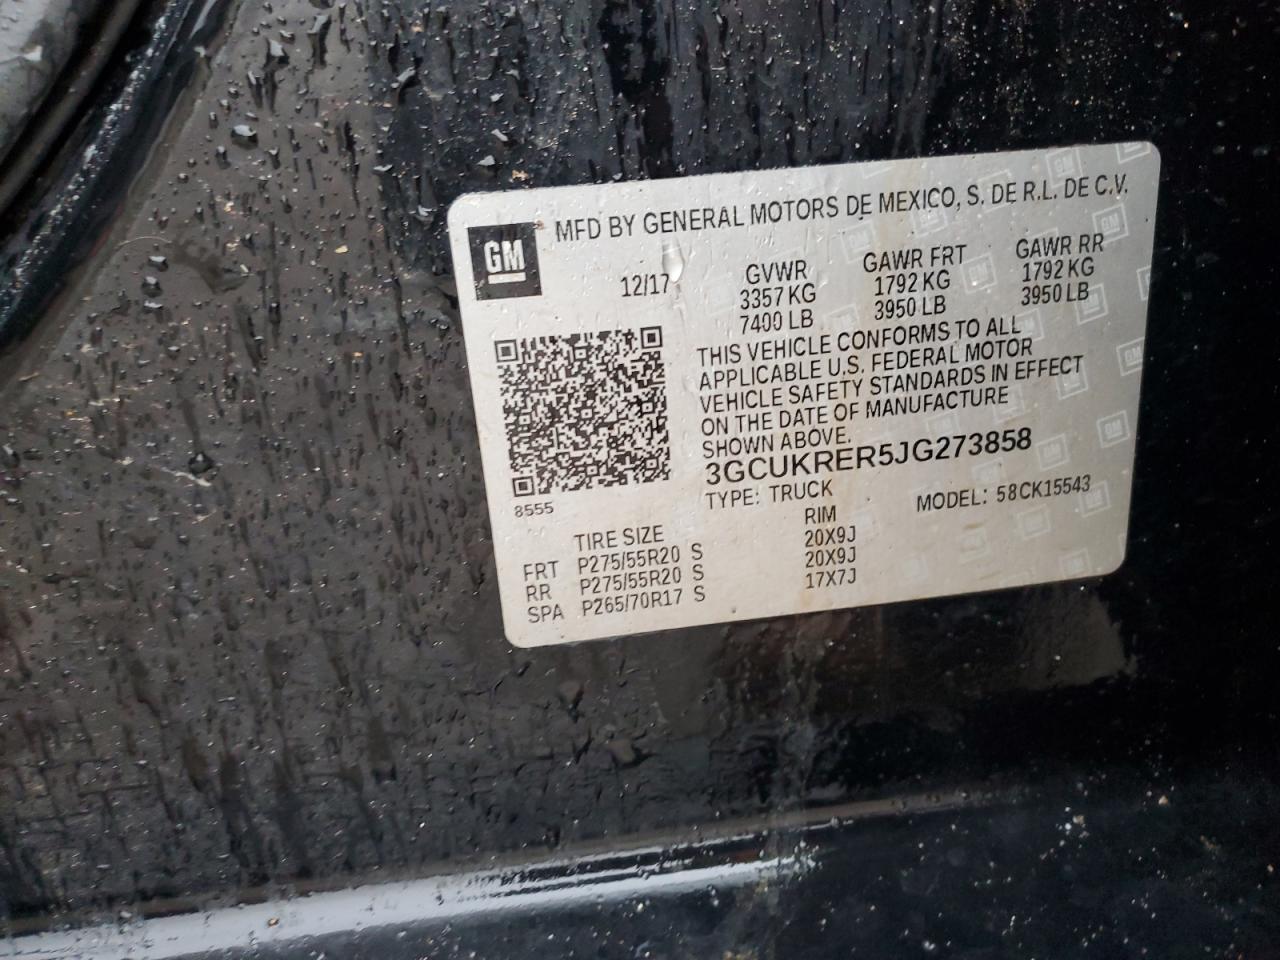 GM
MFD BY GENERAL MOTORS DE MEXICO, S. DE R.L. DE C.V.
12/17
GVWR GAWR FRT GAWR RR
3357 KG 1792 KG 1792 KG
7400 LB 3950 LB 3950 LB
THIS VEHICLE CONFORMS TO ALL
APPLICABLE U.S. FEDERAL MOTOR
VEHICLE SAFETY STANDARDS IN EFFECT
ON THE DATE OF MANUFACTURE
SHOWN ABOVE.
3GCUKRER5JG273858
8555
TYPE: TRUCK MODEL: 58CK15543
TIRE SIZE RIM
FRT P275/55R20 S 20X9J
RR P275/55R20 S 20X9J
SPA P265/70R17 S 17X7J